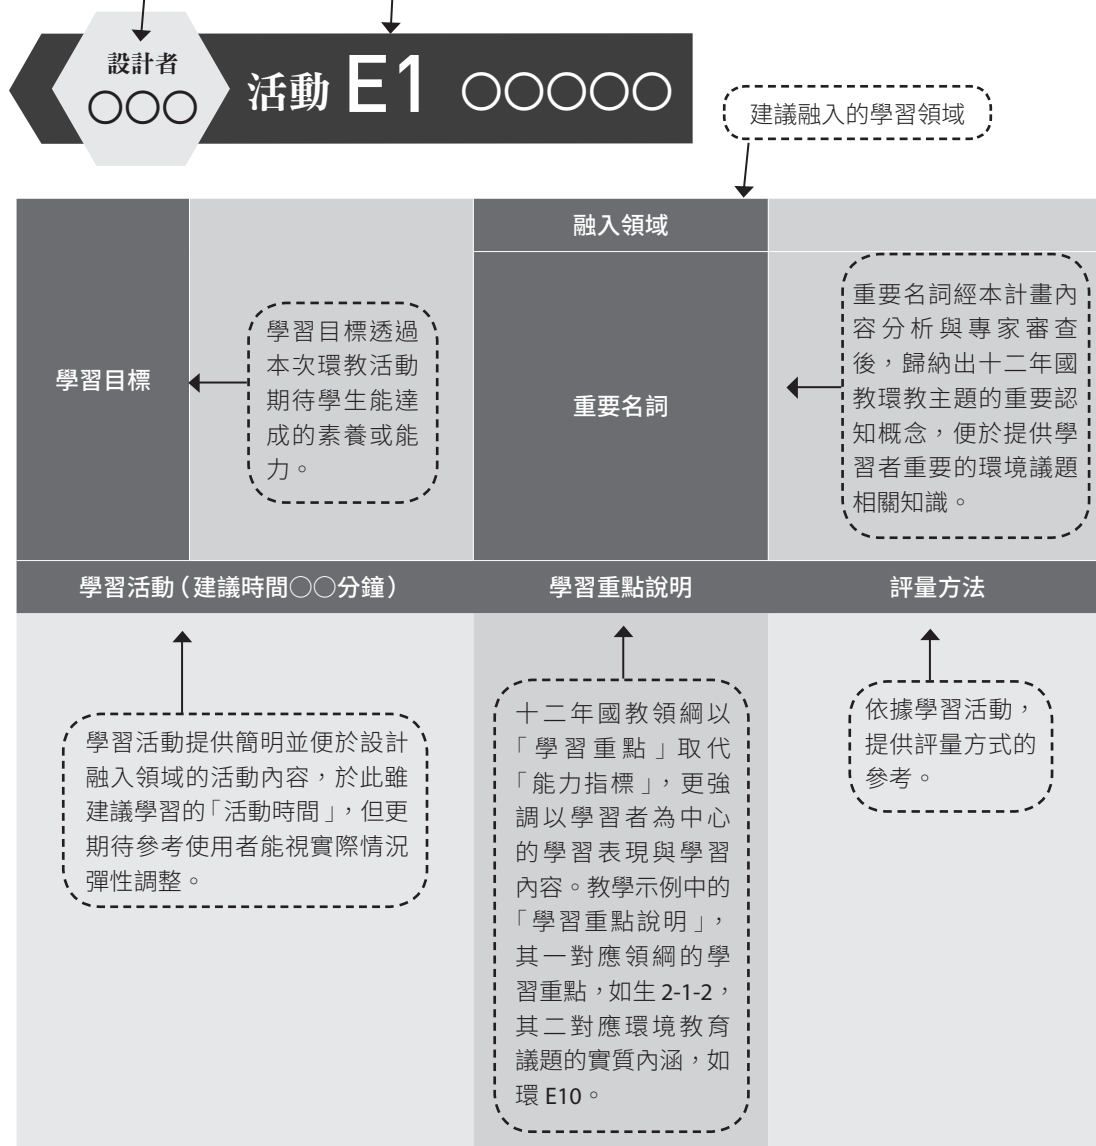 設計者
○○○
活動 E1 ○○○○○
建議融入的學習領域
融入領域
學習目標
學習目標透過
本次環教活動
期待學生能達
成的素養或能
力。
重要名詞
重要名詞經本計畫內
容分析與專家審查
後，歸納出十二年國
教環教主題的重要認
知概念，便於提供學
習者重要的環境議題
相關知識。
學習活動（建議時間○○分鐘）
學習重點說明
評量方法
學習活動提供簡明並便於設計
融入領域的活動內容，於此雖
建議學習的「活動時間」，但更
期待參考使用者能視實際情況
彈性調整。
十二年國教領綱以
「學習重點」取代
「能力指標」，更強
調以學習者為中心
的學習表現與學習
內容。教學示例中的
「學習重點說明」，
其一對應領綱的學
習重點，如生 2-1-2，
其二對應環境教育
議題的實質內涵，如
環 E10。
依據學習活動，
提供評量方式的
參考。